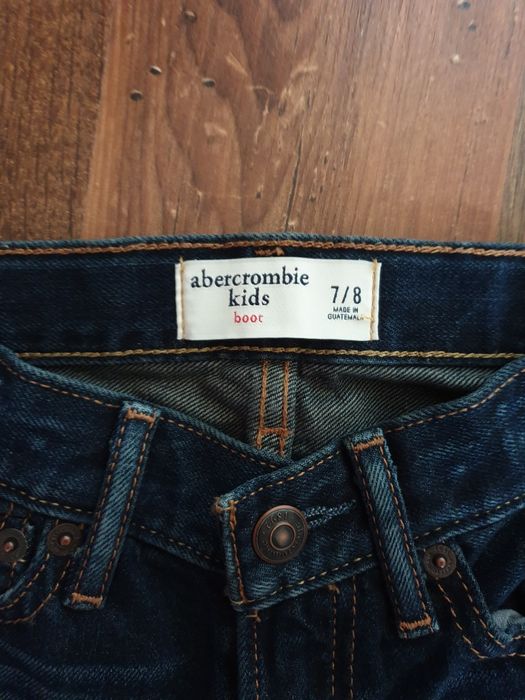 abercrombie
kids
boot
7/8
MADE IN
GUATEMALA